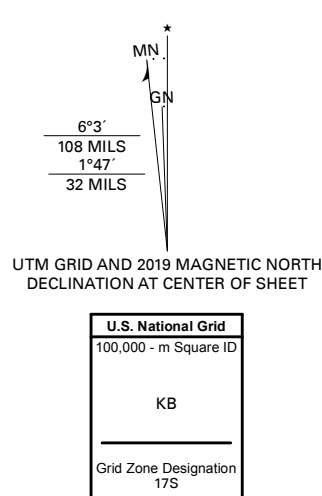 ★
MN
GN
6°3´
108 MILS
1°47´
32 MILS
UTM GRID AND 2019 MAGNETIC NORTH
DECLINATION AT CENTER OF SHEET
U.S. National Grid
100,000 - m Square ID
KB
Grid Zone Designation
17S